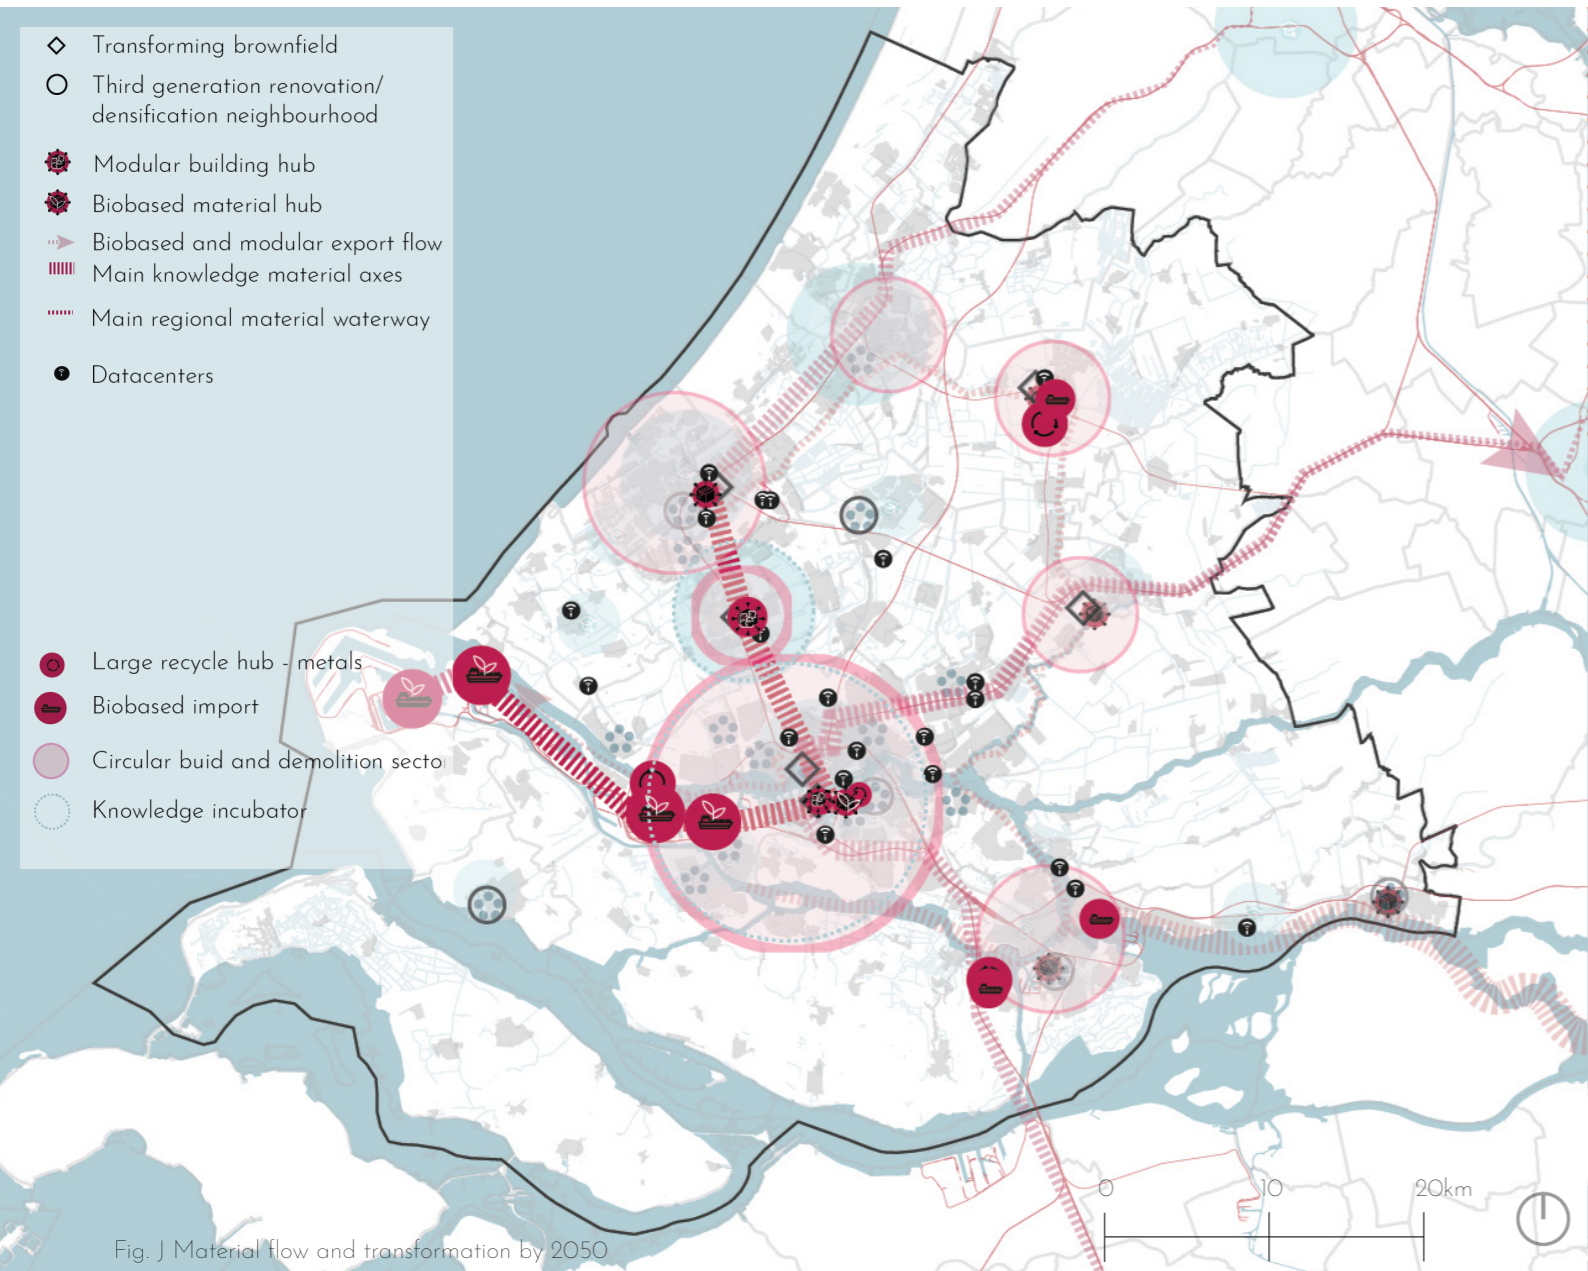 Transforming brownfield
Third generation renovation/
densification neighbourhood
Modular building hub
Biobased material hub
Biobased and modular export flow
Main knowledge material axes
Main regional material waterway
Datacenters
Large recycle hub - metals
Biobased import
Circular buid and demolition secto
Knowledge incubator
0 10 20km
Fig. J Material flow and transformation by 2050